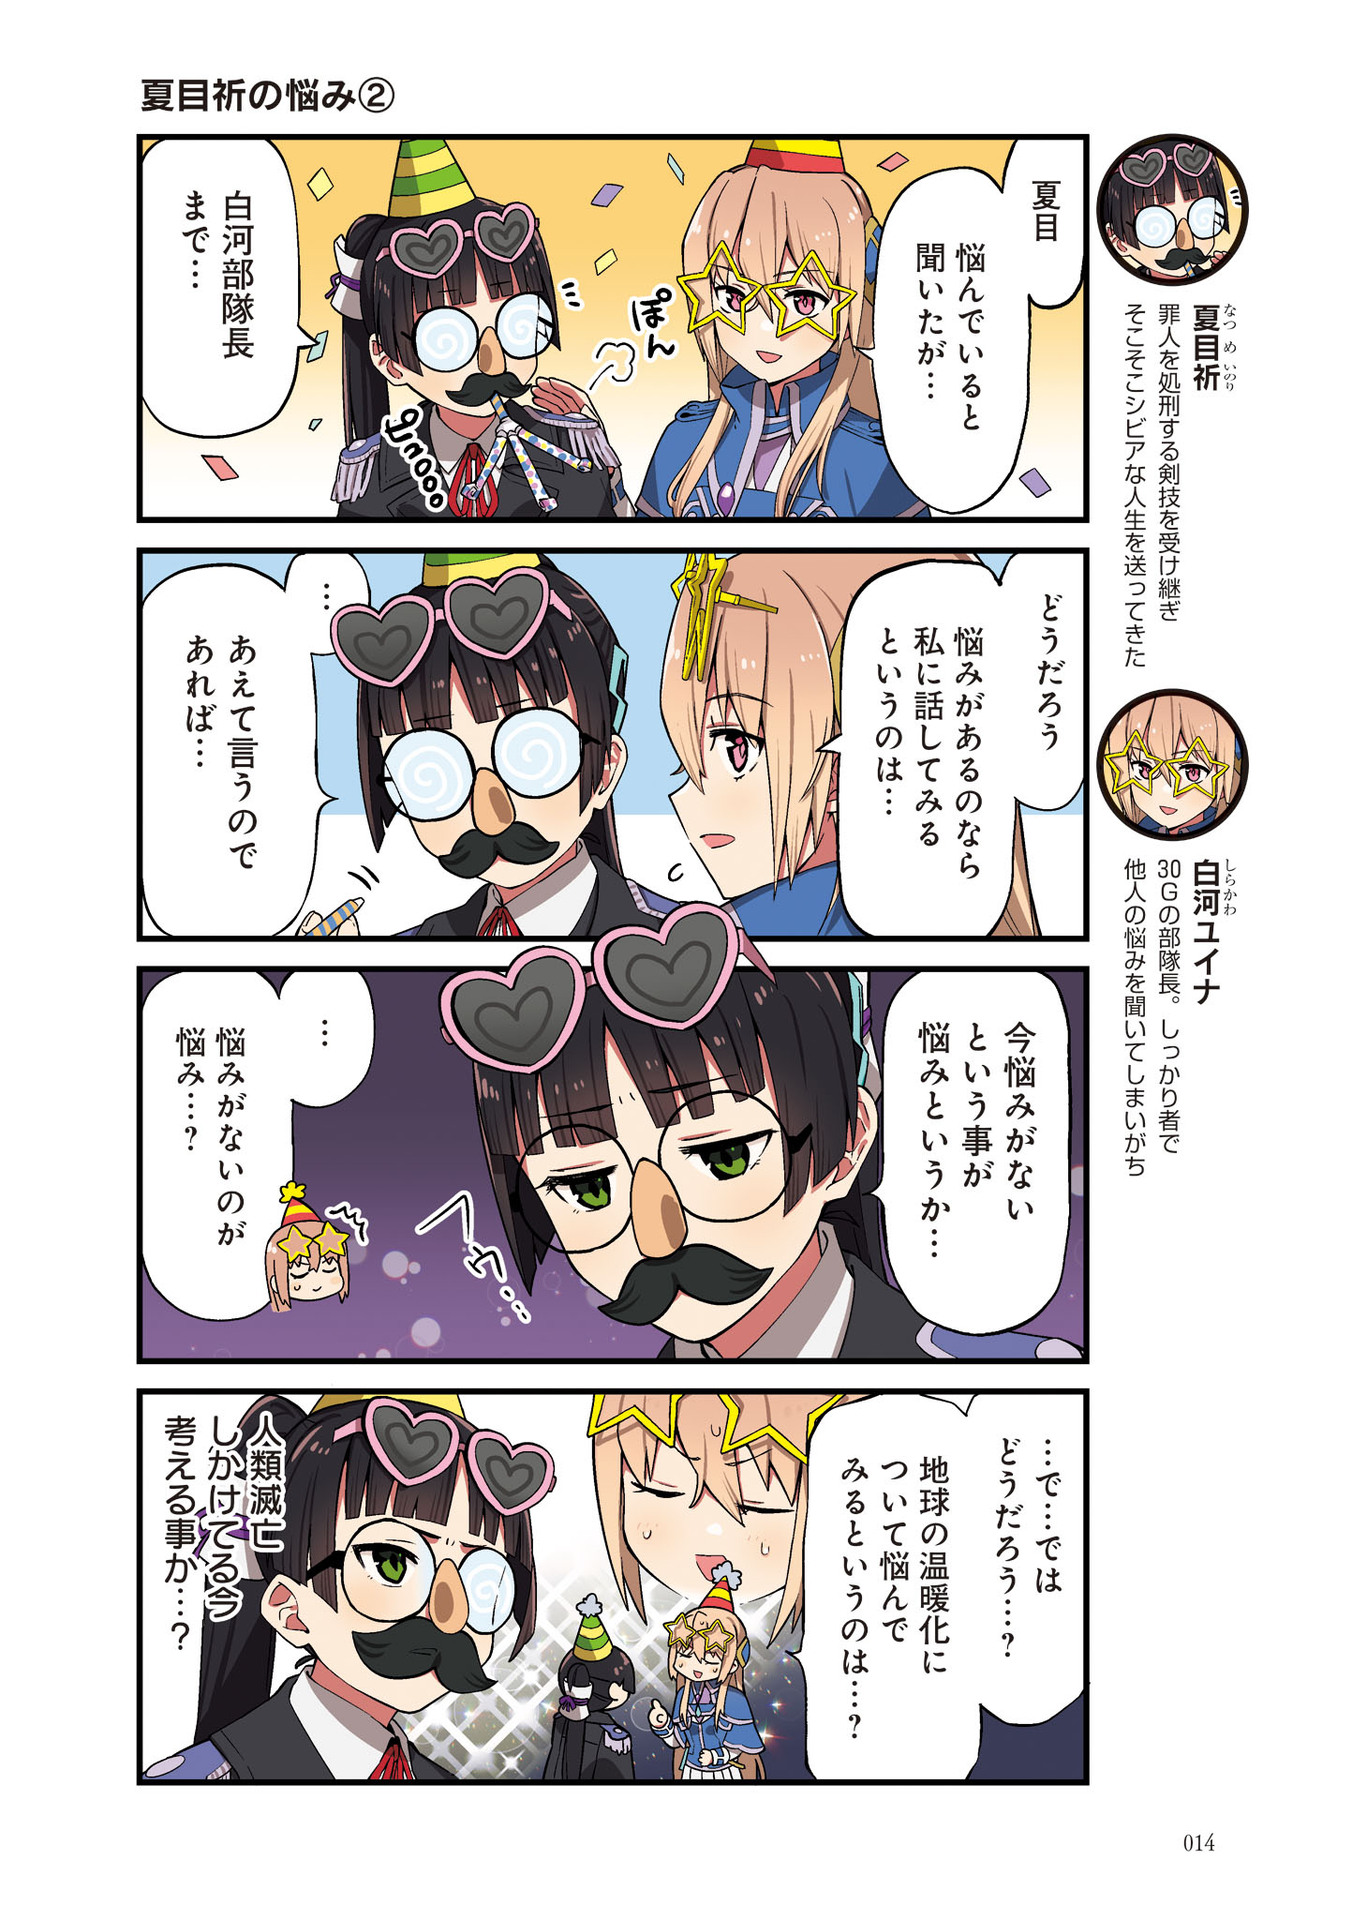 夏目祈の悩み②
夏目
悩んでいると
聞いたが…
ぽん
白河部隊長
まで…
どうだろう
悩みがあるのなら
私に話してみる
というのは…
…
あえて言うので
あれば…
今悩みがない
という事が
悩みというか…
…
悩みがないのが
悩み…?
…で…では
どうだろう…?
地球の温暖化に
ついて悩んで
みるというのは…?
人類滅亡
しかけてる今
考える事か…?
夏目祈
なつめいのり
罪人を処刑する剣技を受け継ぎ
そこそこシビアな人生を送ってきた
白河ユイナ
しらかわ
30Gの部隊長。しっかり者で
他人の悩みを聞いてしまいがち
014